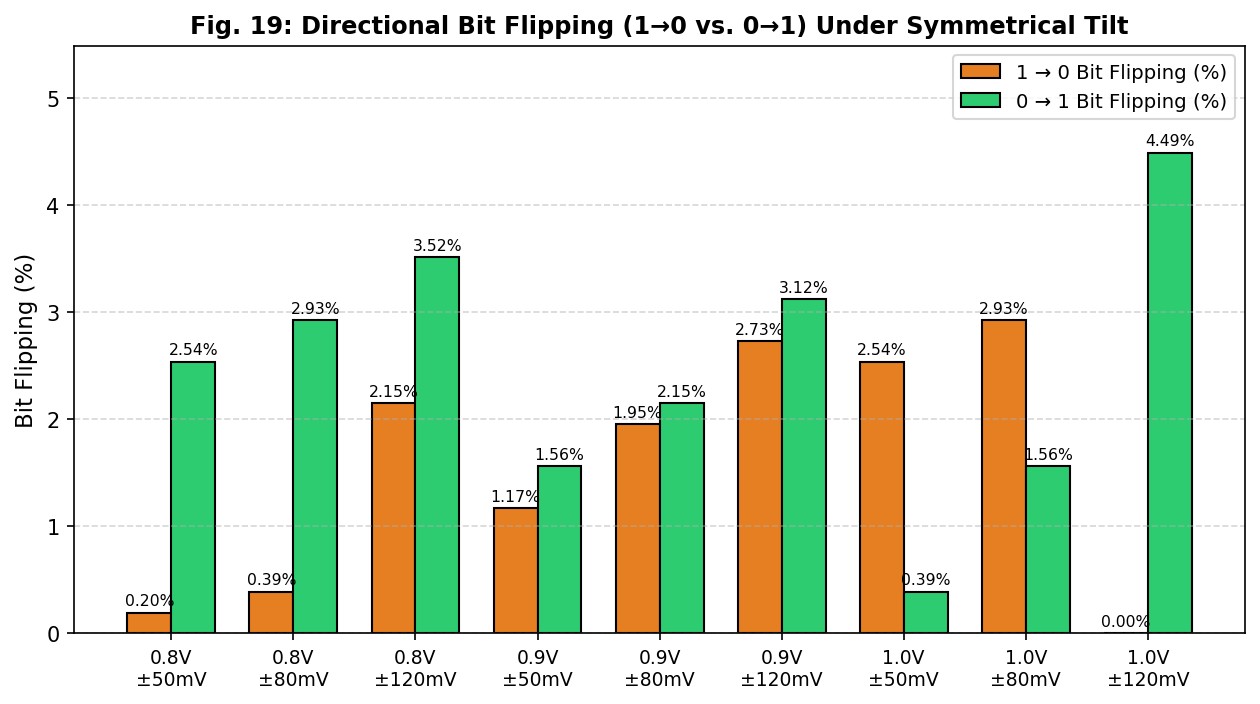 Fig. 19: Directional Bit Flipping (1→0 vs. 0→1) Under Symmetrical Tilt
1 → 0 Bit Flipping (%)
0 → 1 Bit Flipping (%)
Bit Flipping (%)
5
4
3
2
1
0
0.20%
2.54%
0.39%
2.93%
2.15%
3.52%
1.17%
1.56%
1.95%
2.15%
2.73%
3.12%
2.54%
0.39%
2.93%
1.56%
0.00%
4.49%
0.8V
±50mV
0.8V
±80mV
0.8V
±120mV
0.9V
±50mV
0.9V
±80mV
0.9V
±120mV
1.0V
±50mV
1.0V
±80mV
1.0V
±120mV